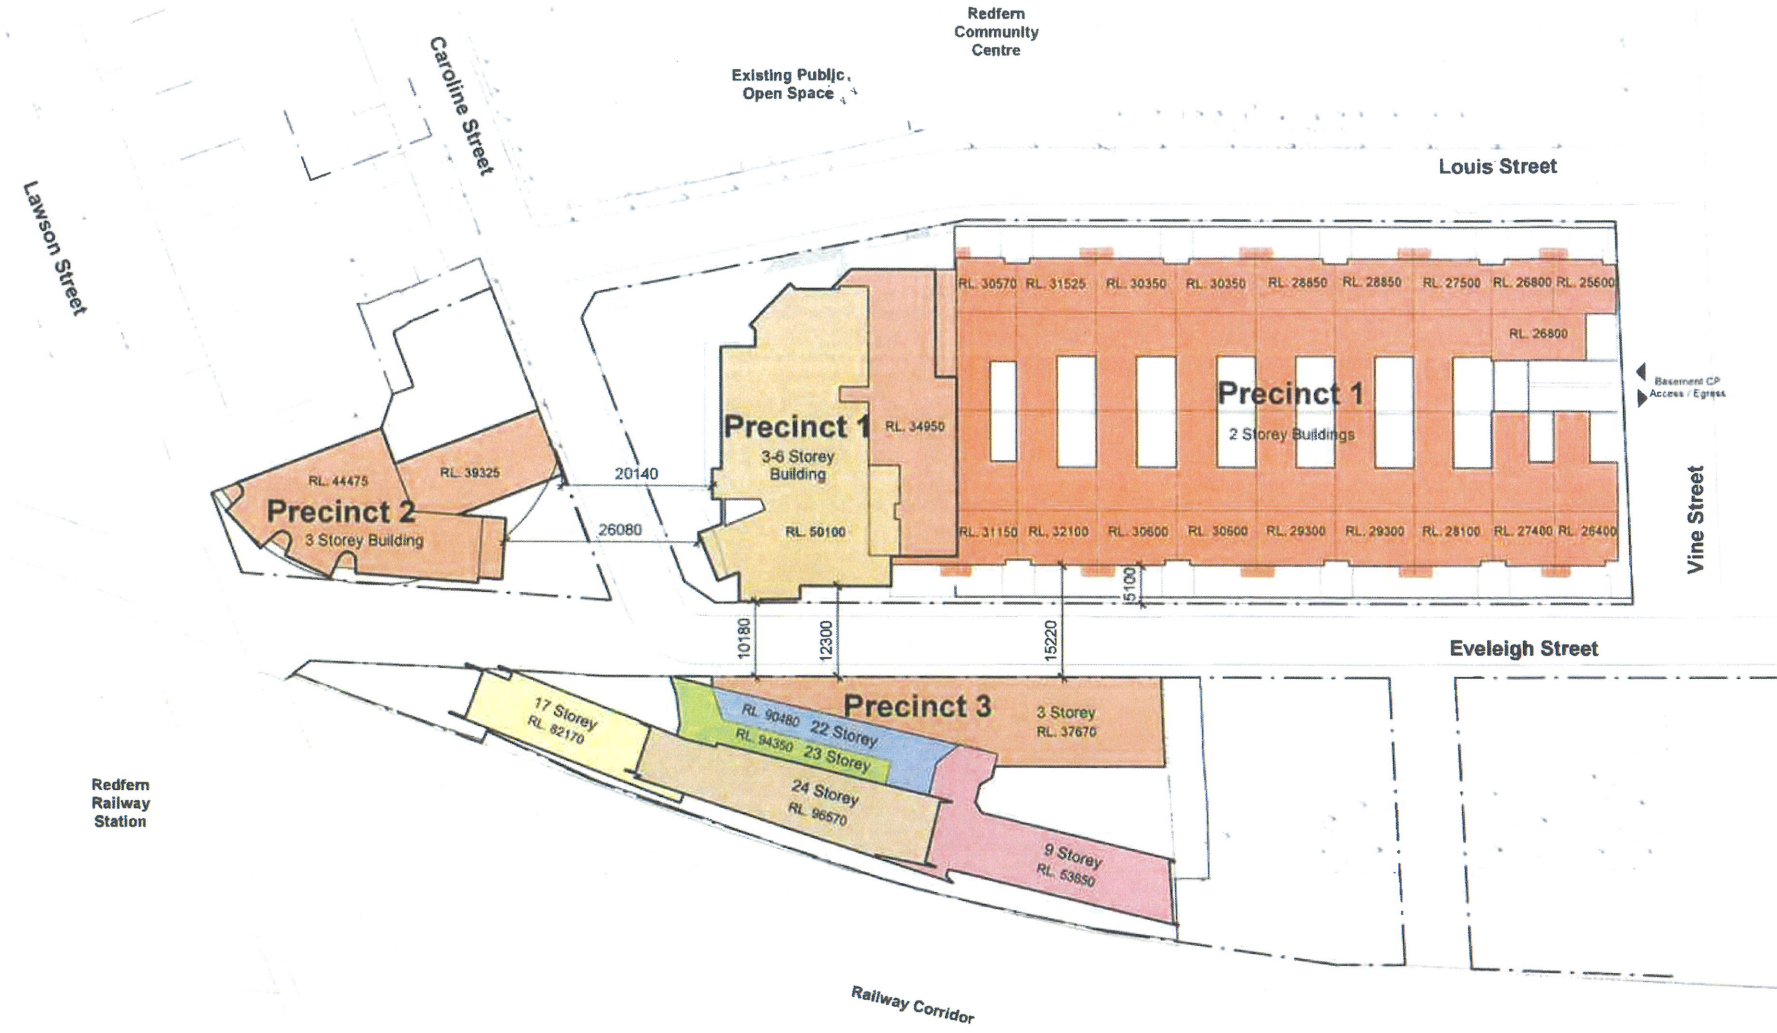 Redfern
Community
Centre
Existing Public
Open Space
Caroline Street
Lawson Street
Louis Street
RL. 30570
RL. 31525
RL. 30350
RL. 30350
RL. 28850
RL. 28850
RL. 27500
RL. 26800
RL. 25600
RL. 26800
Precinct 1
2 Storey Buildings
Basement CP
Access / Egress
Precinct 1
3-6 Storey
Building
RL. 34950
RL. 50100
20140
26080
RL. 44475
RL. 39325
Precinct 2
3 Storey Building
RL. 31150
RL. 32100
RL. 30600
RL. 30600
RL. 29300
RL. 29300
RL. 28100
RL. 27400
RL. 26400
Vine Street
5100
10180
12300
15220
Eveleigh Street
Precinct 3
3 Storey
RL. 37670
17 Storey
RL. 82170
RL. 90480 22 Storey
RL. 94350 23 Storey
24 Storey
RL. 96570
9 Storey
RL. 53850
Redfern
Railway
Station
Railway Corridor